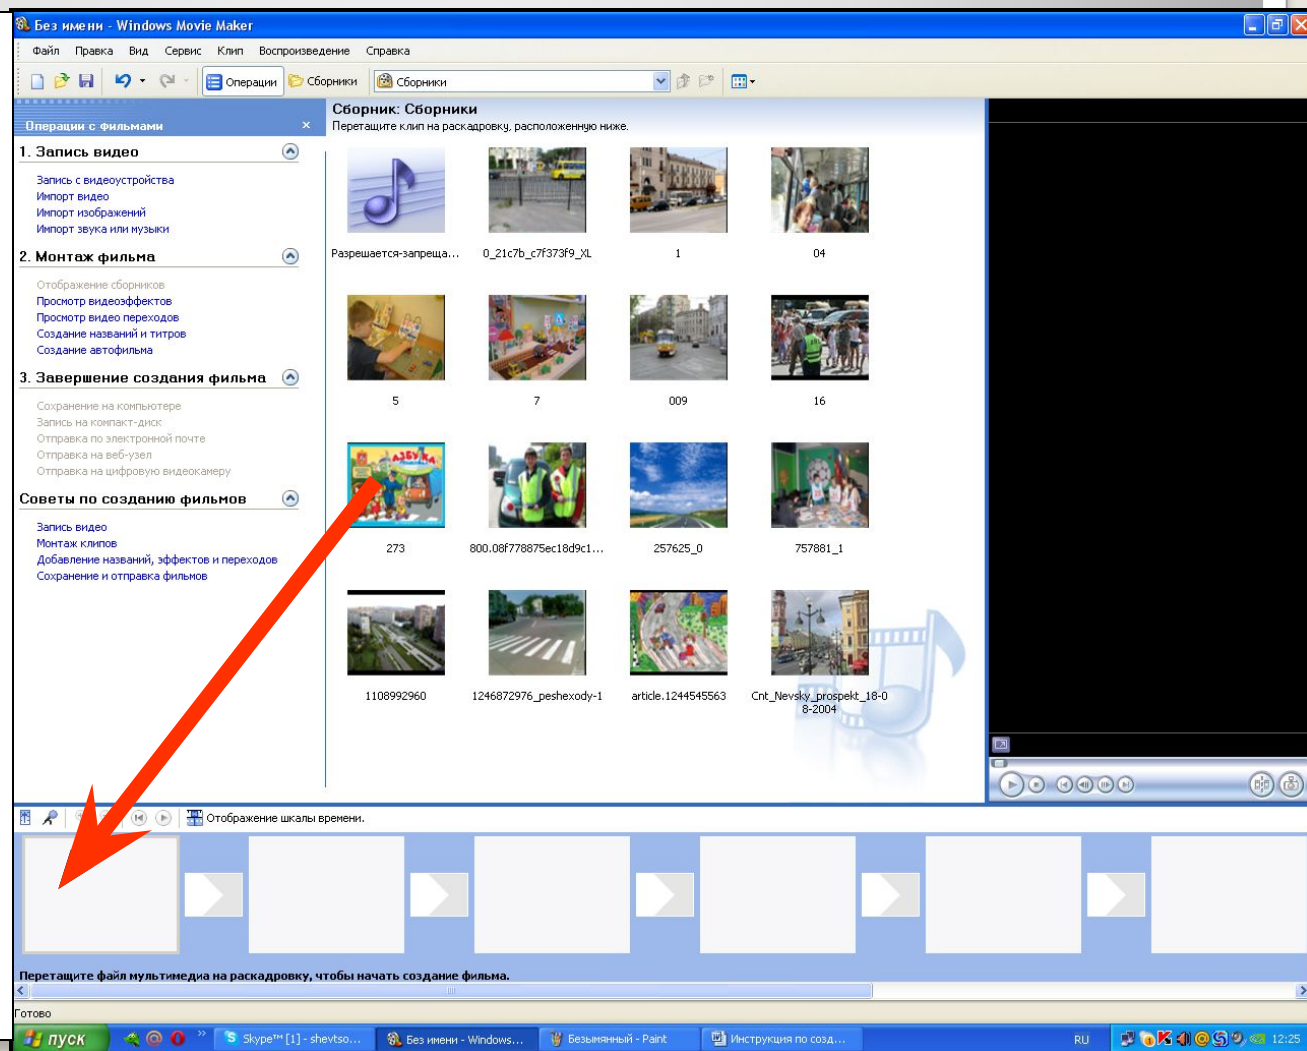 Без имени - Windows Movie Maker
Файл Правка Вид Сервис Клип Воспроизведение Справка
Операции Сборники Сборники
Операции с фильмами
1. Запись видео
Запись с видеоустройства
Импорт видео
Импорт изображений
Импорт звука или музыки
2. Монтаж фильма
Отображение сборников
Просмотр видеоэффектов
Просмотр видео переходов
Создание названий и титров
Создание автофильма
3. Завершение создания фильма
Сохранение на компьютере
Запись на компакт-диск
Отправка по электронной почте
Отправка на веб-узел
Отправка на цифровую видеокамеру
Советы по созданию фильмов
Запись видео
Монтаж клипов
Добавление названий, эффектов и переходов
Сохранение и отправка фильмов
Сборник: Сборники
Перетащите клип на раскадровку, расположенную ниже.
Разрешается-запреща... 0_21c7b_c7f373f9_XL 1 04
5 7 009 16
АЗБУКА
273 800.08f778875ec18d9c1... 257625_0 757881_1
1108992960 1246872976_peshexody-1 article.1244545563 Cnt_Nevsky_prospekt_18-0
8-2004
Отображение шкалы времени.
Перетащите файл мультимедиа на раскадровку, чтобы начать создание фильма.
Готово
пуск Skype™ [1] - shevtso... Без имени - Windows... Безымянный - Paint Инструкция по созд... RU 12:25